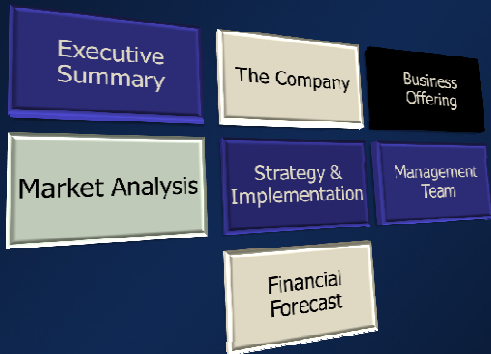 Executive
Summary
The Company
Business
Offering
Market Analysis
Strategy &
Implementation
Management
Team
Financial
Forecast